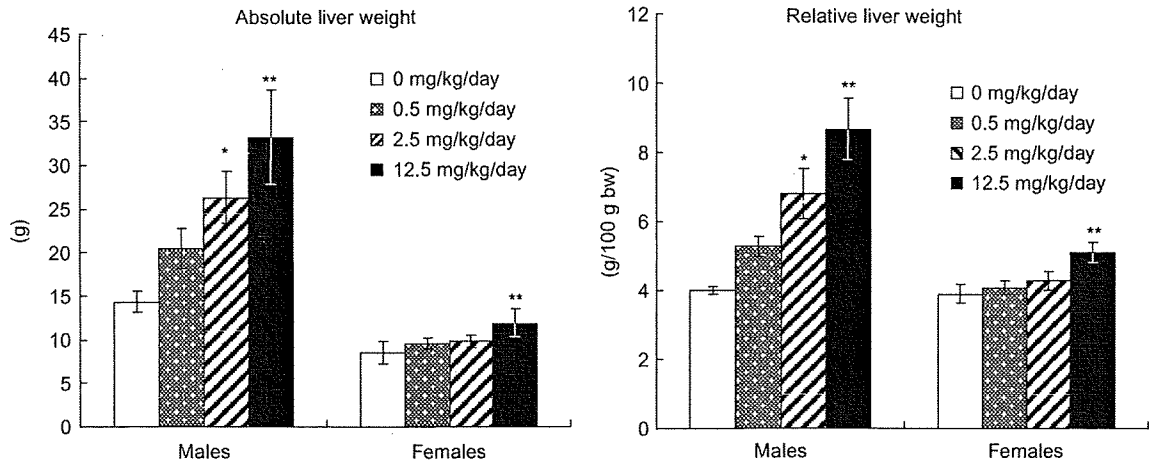 Absolute liver weight
(g)
50
45
40
35
30
25
20
15
10
5
0
0 mg/kg/day
0.5 mg/kg/day
2.5 mg/kg/day
12.5 mg/kg/day
*
**
**
Males
Females
Relative liver weight
(g/100 g bw)
12
10
8
6
4
2
0
0 mg/kg/day
0.5 mg/kg/day
2.5 mg/kg/day
12.5 mg/kg/day
*
**
**
Males
Females